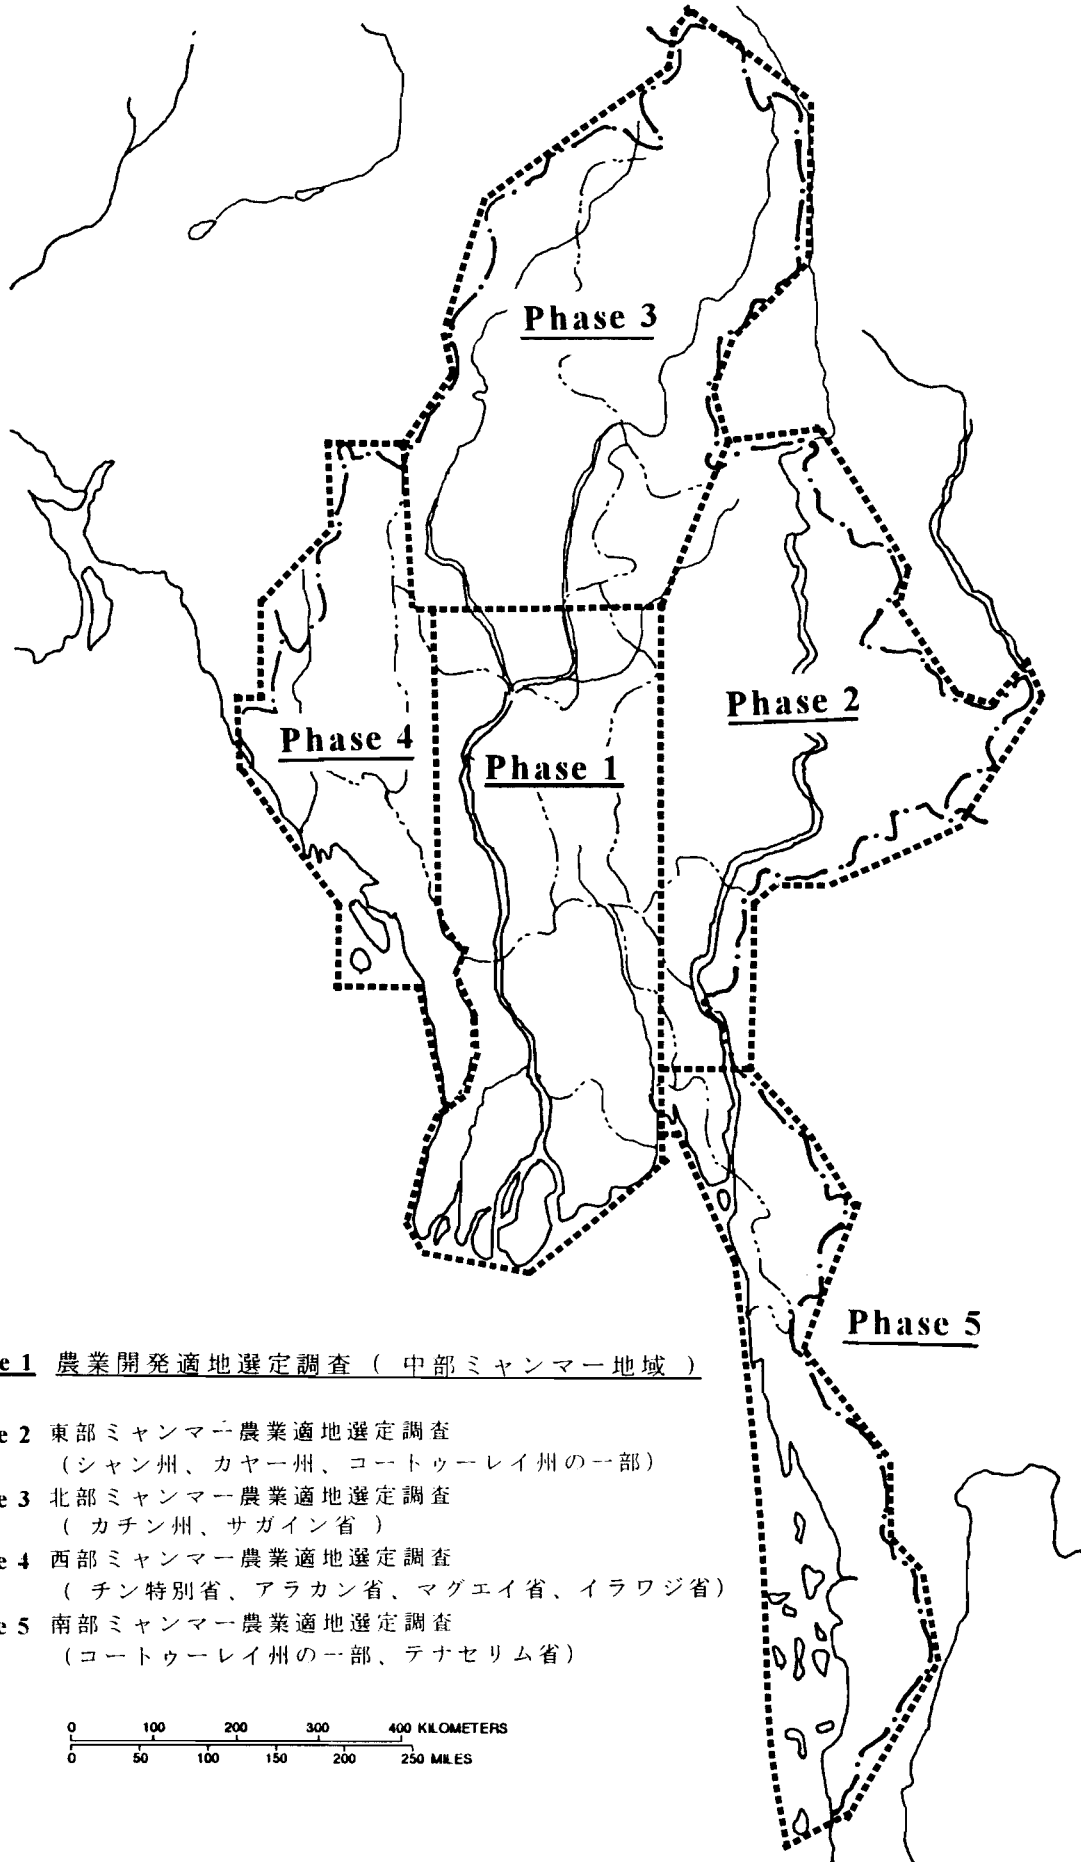 Phase 3
Phase 2
Phase 4
Phase 1
Phase 5
e 1 農業開発適地選定調査 ( 中部ミャンマー地域 )
e 2 東部ミャンマー農業適地選定調査
(シャン州、カヤー州、コートゥーレイ州の一部)
e 3 北部ミャンマー農業適地選定調査
( カチン州、サガイン省 )
e 4 西部ミャンマー農業適地選定調査
( チン特別省、アラカン省、マグエイ省、イラワジ省)
e 5 南部ミャンマー農業適地選定調査
(コートゥーレイ州の一部、テナセリム省)
0 100 200 300 400 KILOMETERS
0 50 100 150 200 250 MILES